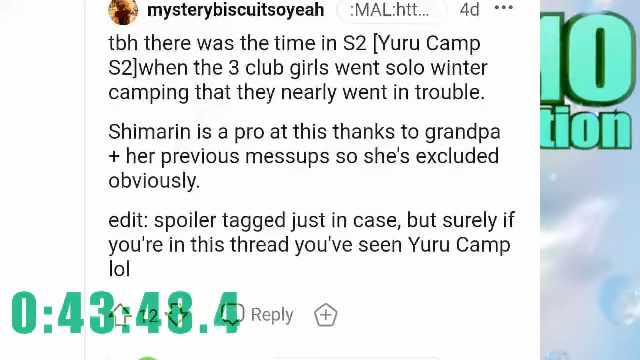 mysterybiscuitsoyeah :MAL:htt... 4d ...
tbh there was the time in S2 [Yuru Camp
S2]when the 3 club girls went solo winter
camping that they nearly went in trouble.
Shimarin is a pro at this thanks to grandpa
+ her previous messups so she's excluded
obviously.
edit: spoiler tagged just in case, but surely if
you're in this thread you've seen Yuru Camp
lol
12 Reply
0:43:48.4